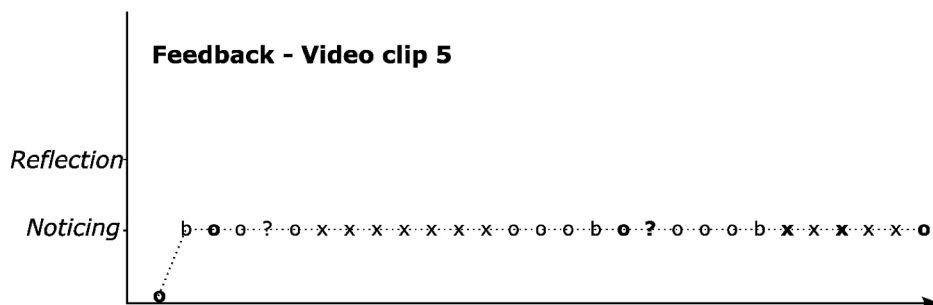 Feedback - Video clip 5
Reflection
Noticing b o o ? o x x x x x x x o o o b o ? o o o b x x x x x o
o